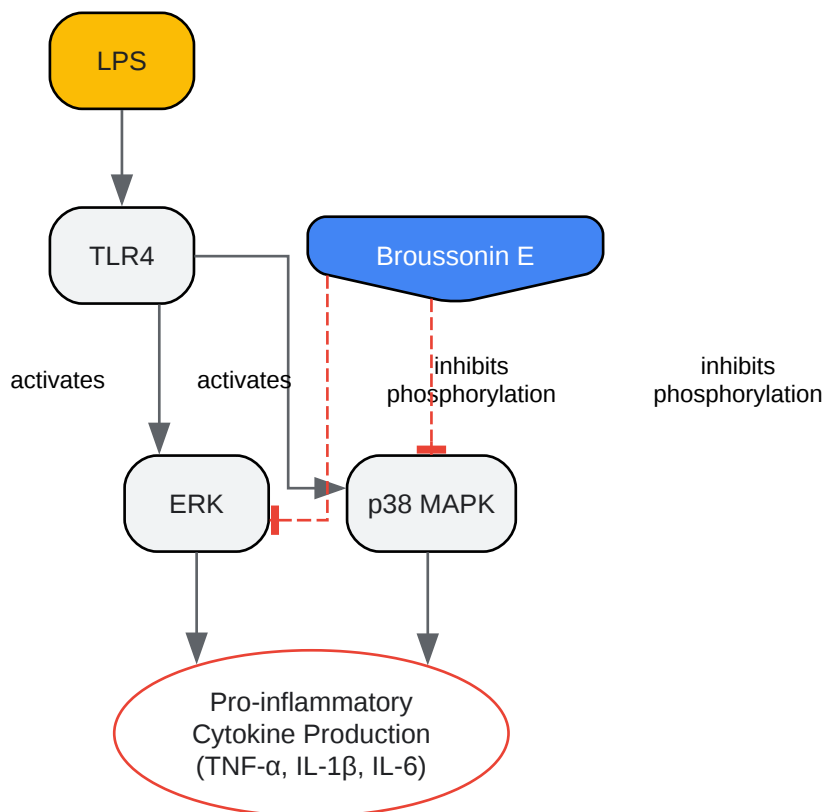 LPS
TLR4
Broussonin E
activates
activates
inhibits
phosphorylation
inhibits
phosphorylation
ERK
p38 MAPK
Pro-inflammatory
Cytokine Production
(TNF-α, IL-1β, IL-6)